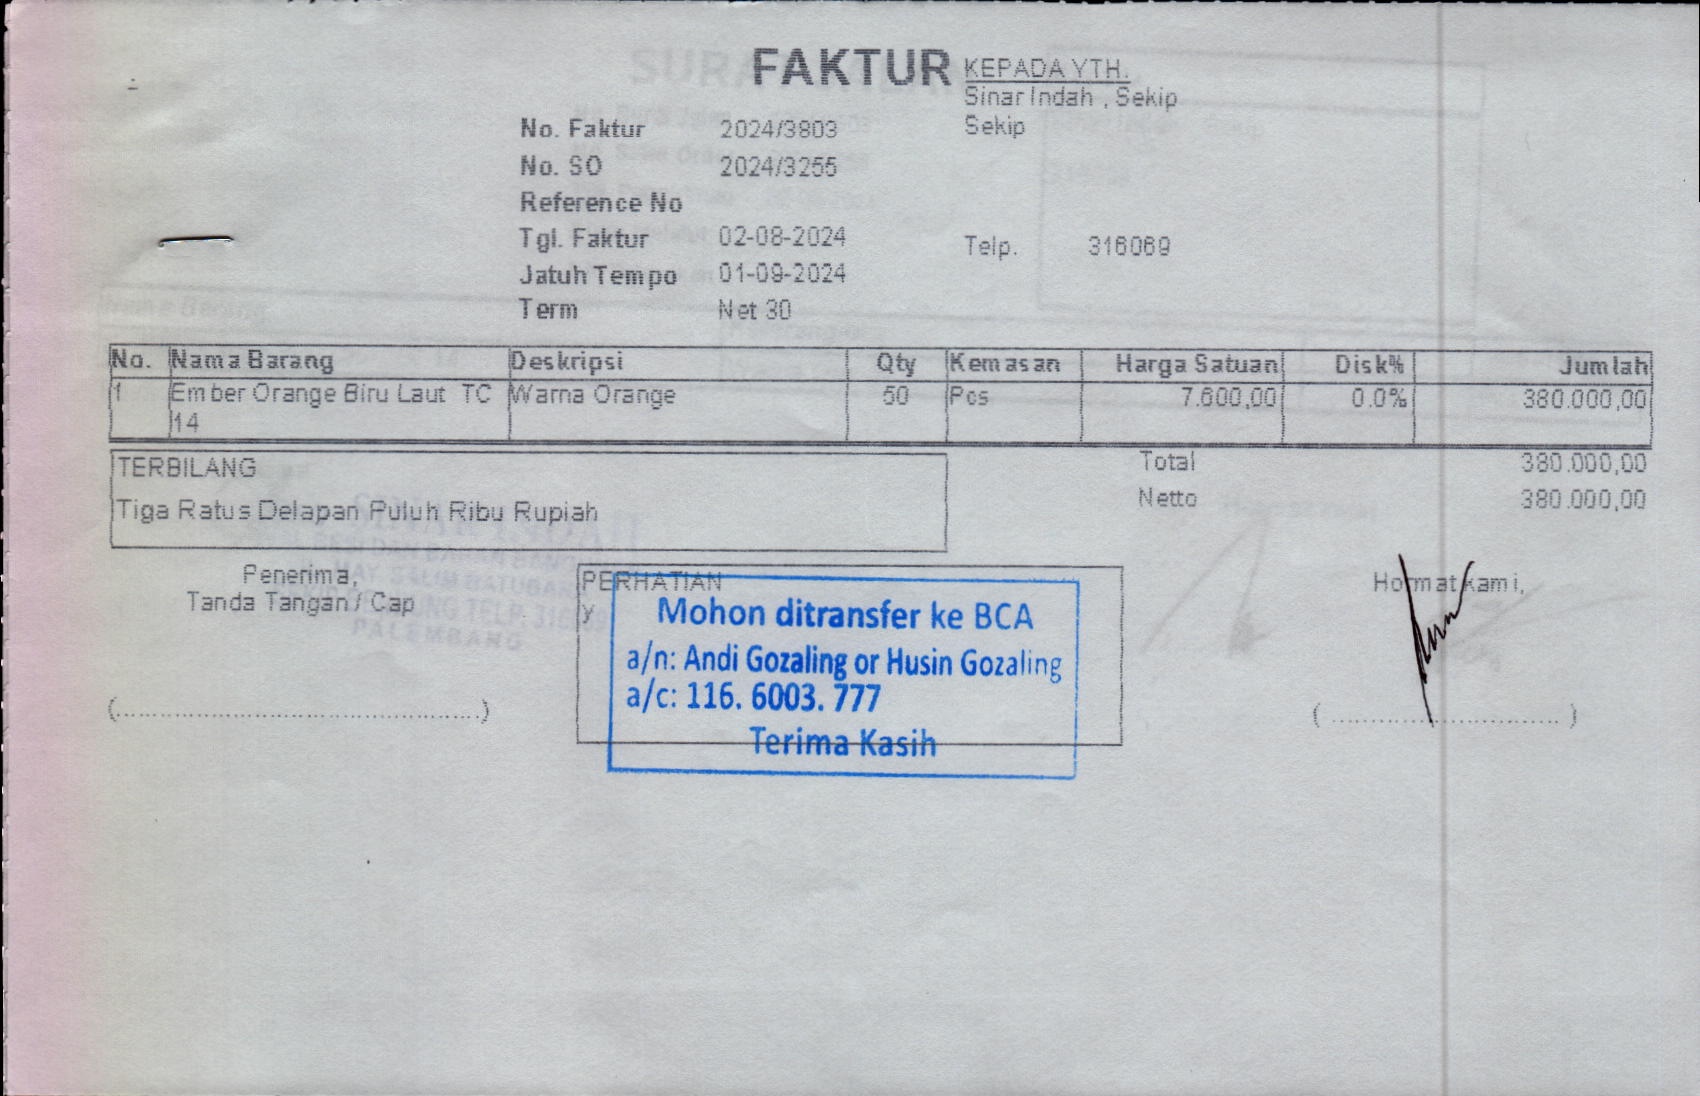 FAKTUR
KEPADA YTH.
Sinar Indah , Sekip
Sekip
No. Faktur 2024/3803
No. SO 2024/3255
Reference No
Tgl. Faktur 02-08-2024
Telp. 316069
Jatuh Tempo 01-09-2024
Term Net 30
No. Nama Barang Deskripsi Qty Kemasan Harga Satuan Disk% Jumlah
1 Ember Orange Biru Laut TC Warna Orange 50 Pcs 7.600,00 0.0% 380.000,00
14
TERBILANG
Tiga Ratus Delapan Puluh Ribu Rupiah
Total 380.000,00
Netto 380.000,00
Penerima,
Tanda Tangan / Cap
(................................................)
PERHATIAN
y
Mohon ditransfer ke BCA
a/n: Andi Gozaling or Husin Gozaling
a/c: 116. 6003. 777
Terima Kasih
Hormat kami,
( ............................. )
SINAR INDAH
PALEMBANG